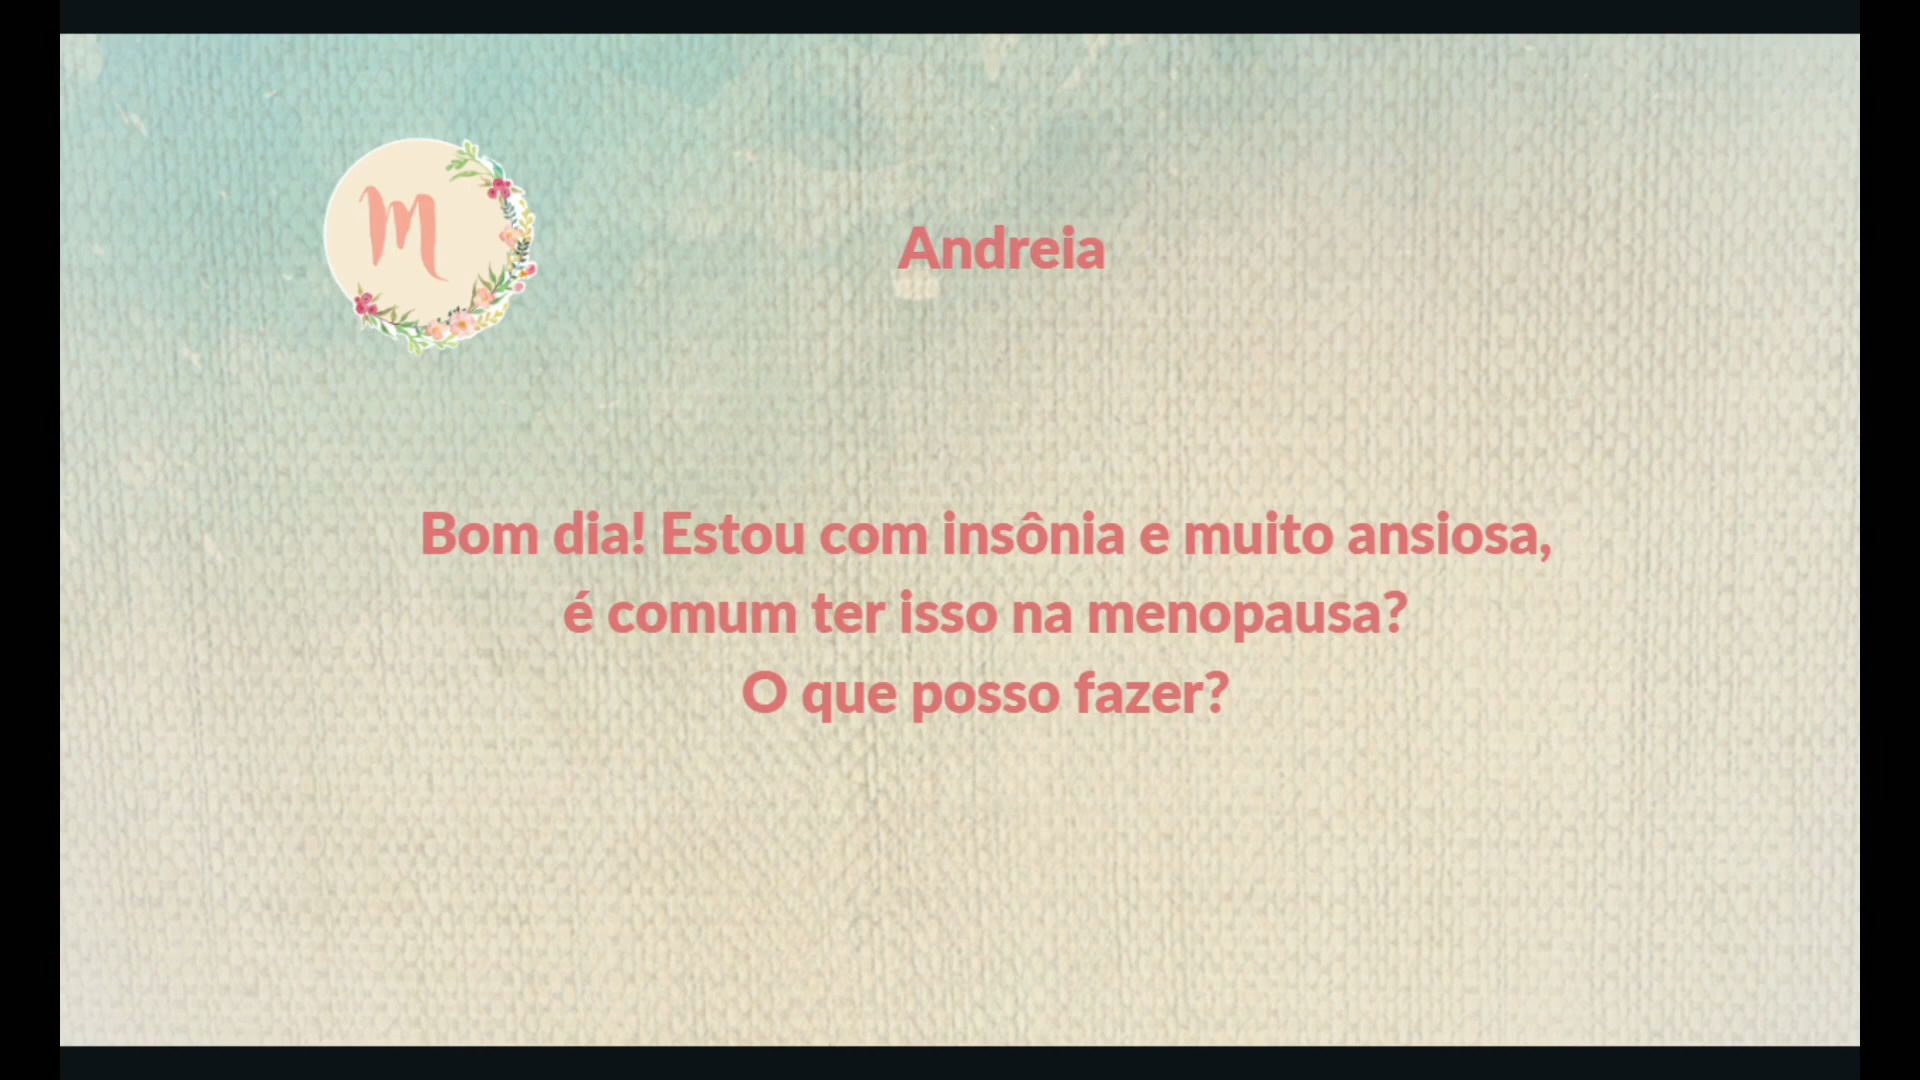 M
Andreia
Bom dia! Estou com insônia e muito ansiosa,
é comum ter isso na menopausa?
O que posso fazer?